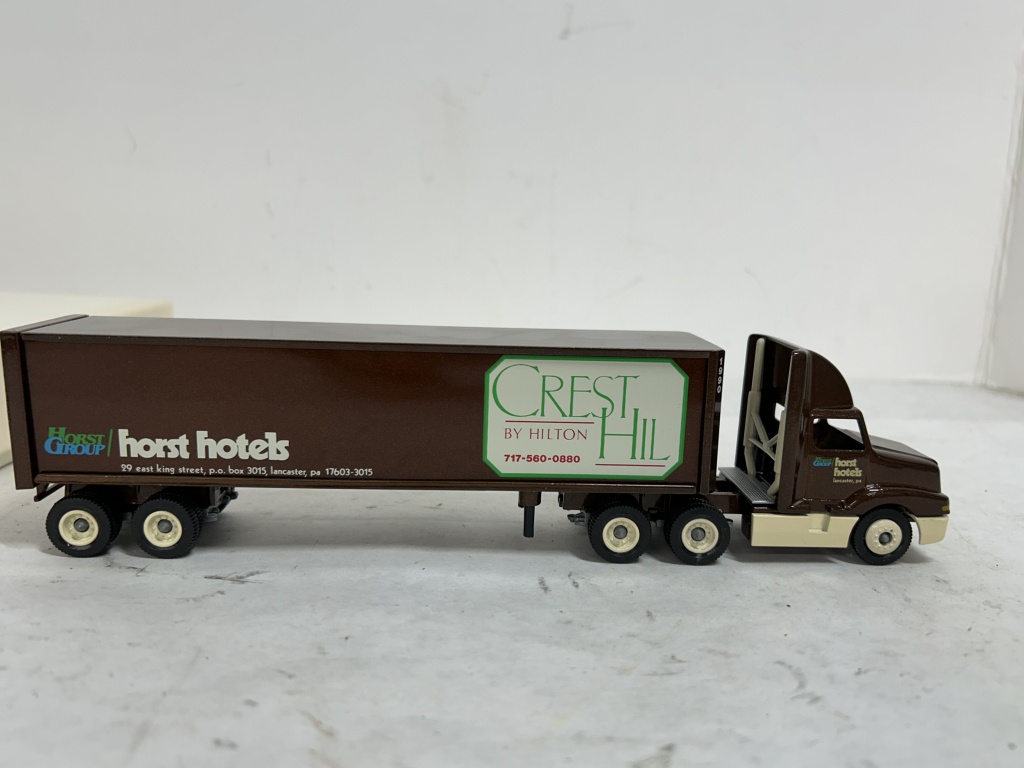 HORST
GROUP
horst hotels
29 east king street, p.o. box 3015, lancaster, pa 17603-3015
CREST
BY HILTON
HIL
717-560-0880
1990
horst
hotels
lancaster, pa